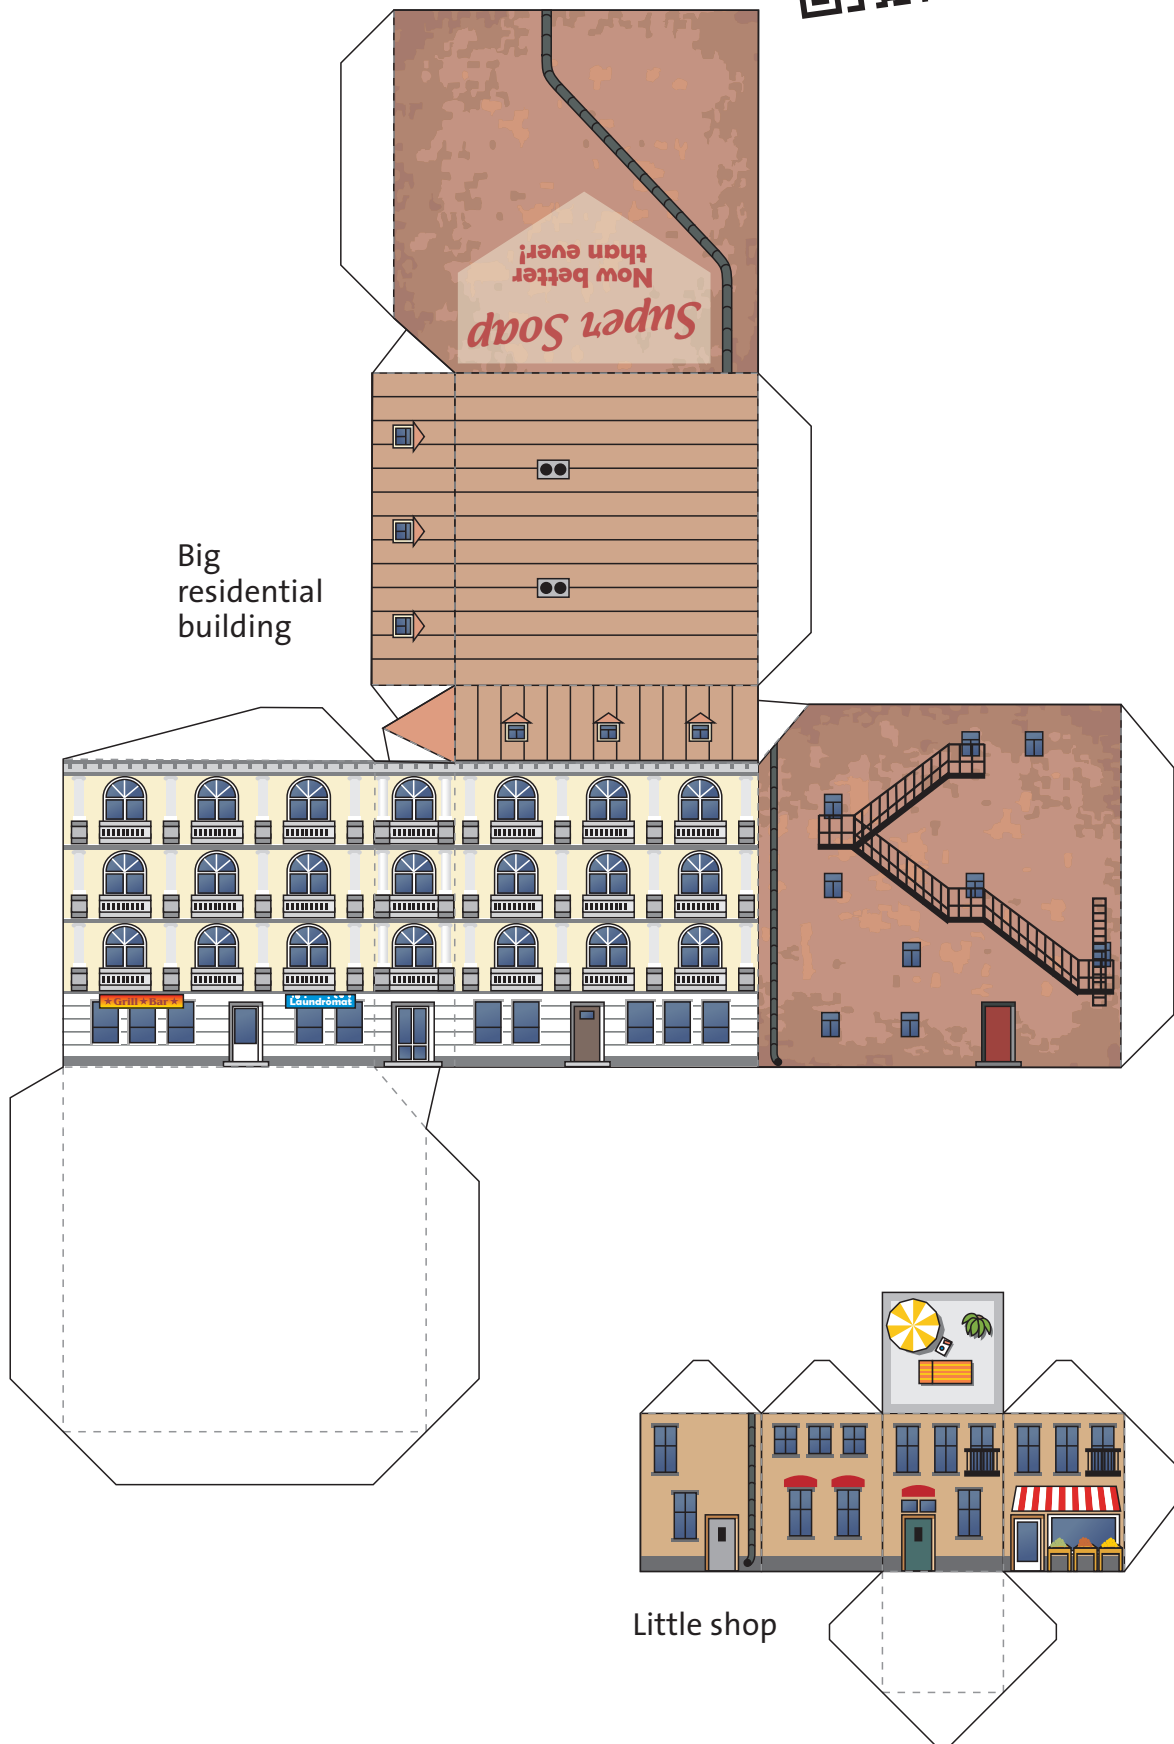 Super Soap
Now better
than ever!
Big
residential
building
★Grill★Bar★
Laundromat
Little shop